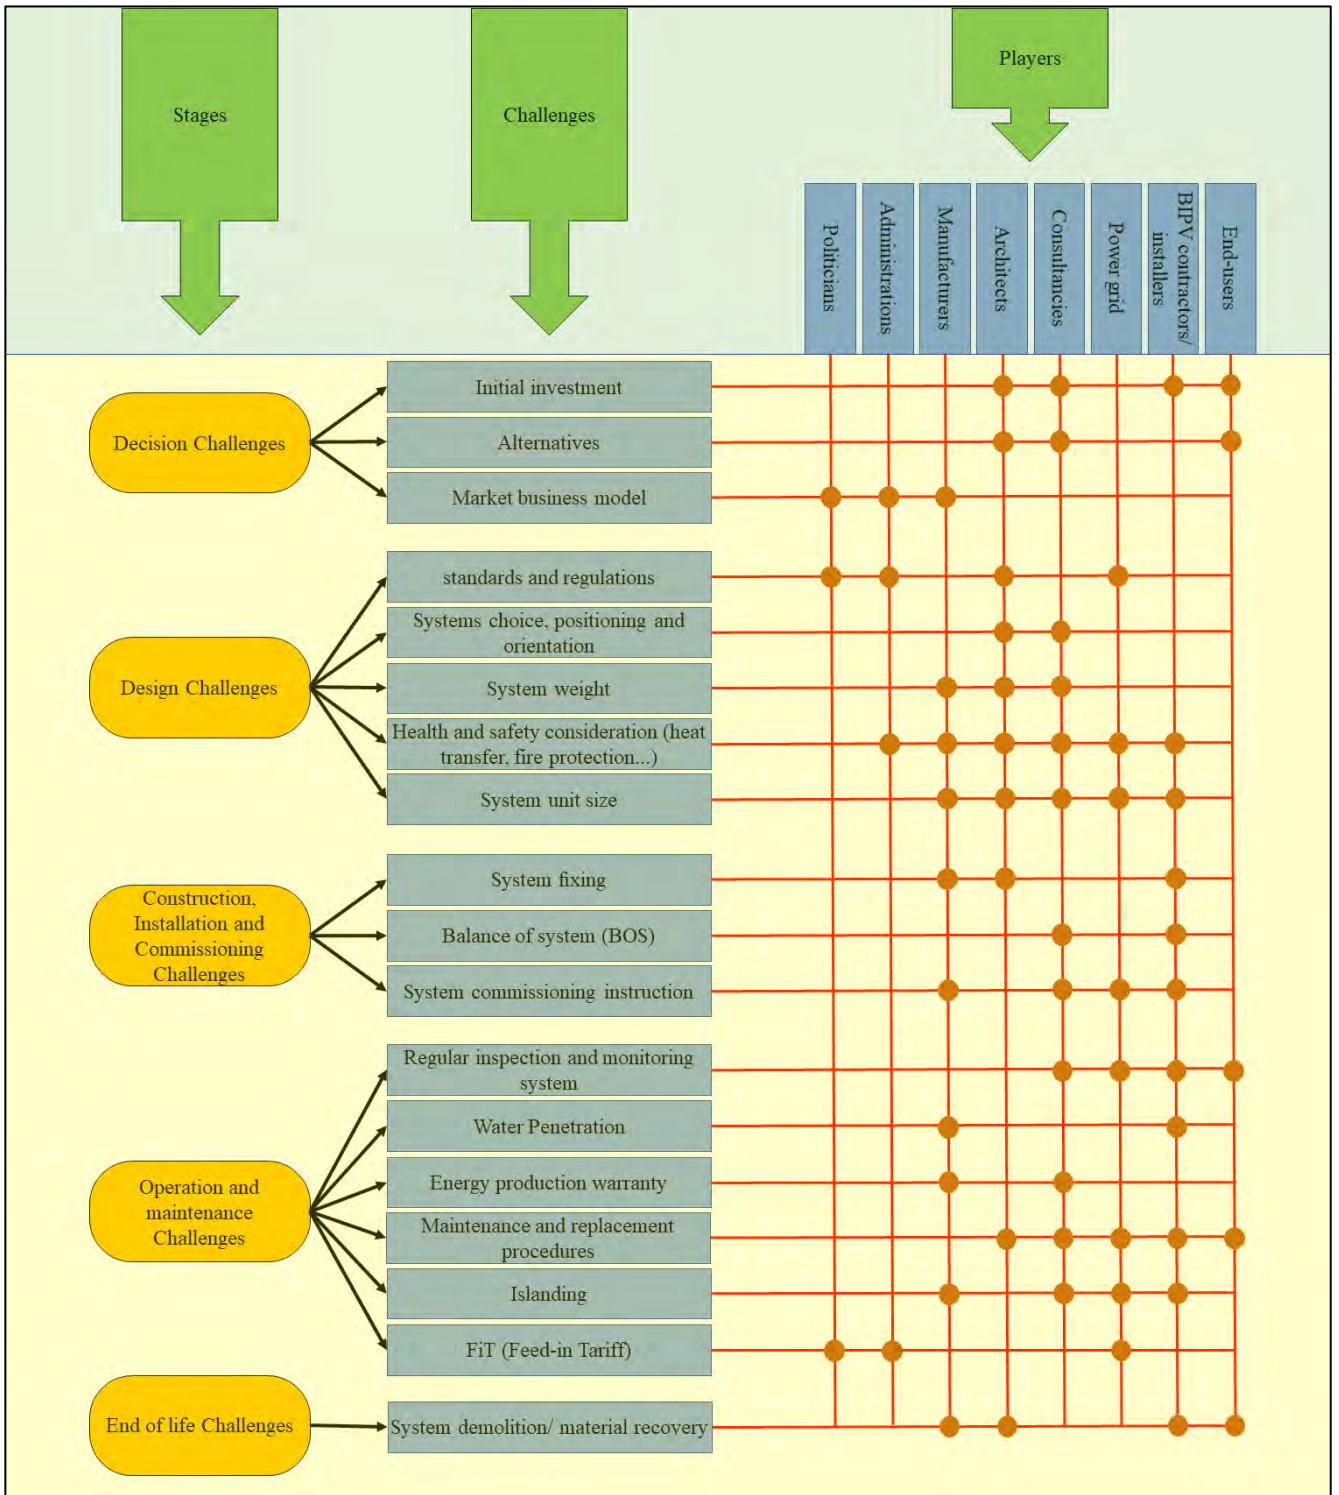 Stages
Challenges
Players
Politicians
Administrations
Manufacturers
Architects
Consultancies
Power grid
BIPV contractors/
installers
End-users
Decision Challenges
Initial investment
Alternatives
Market business model
Design Challenges
standards and regulations
Systems choice, positioning and
orientation
System weight
Health and safety consideration (heat
transfer, fire protection...)
System unit size
Construction,
Installation and
Commissioning
Challenges
System fixing
Balance of system (BOS)
System commissioning instruction
Operation and
maintenance
Challenges
Regular inspection and monitoring
system
Water Penetration
Energy production warranty
Maintenance and replacement
procedures
Islanding
FiT (Feed-in Tariff)
End of life Challenges
System demolition/ material recovery